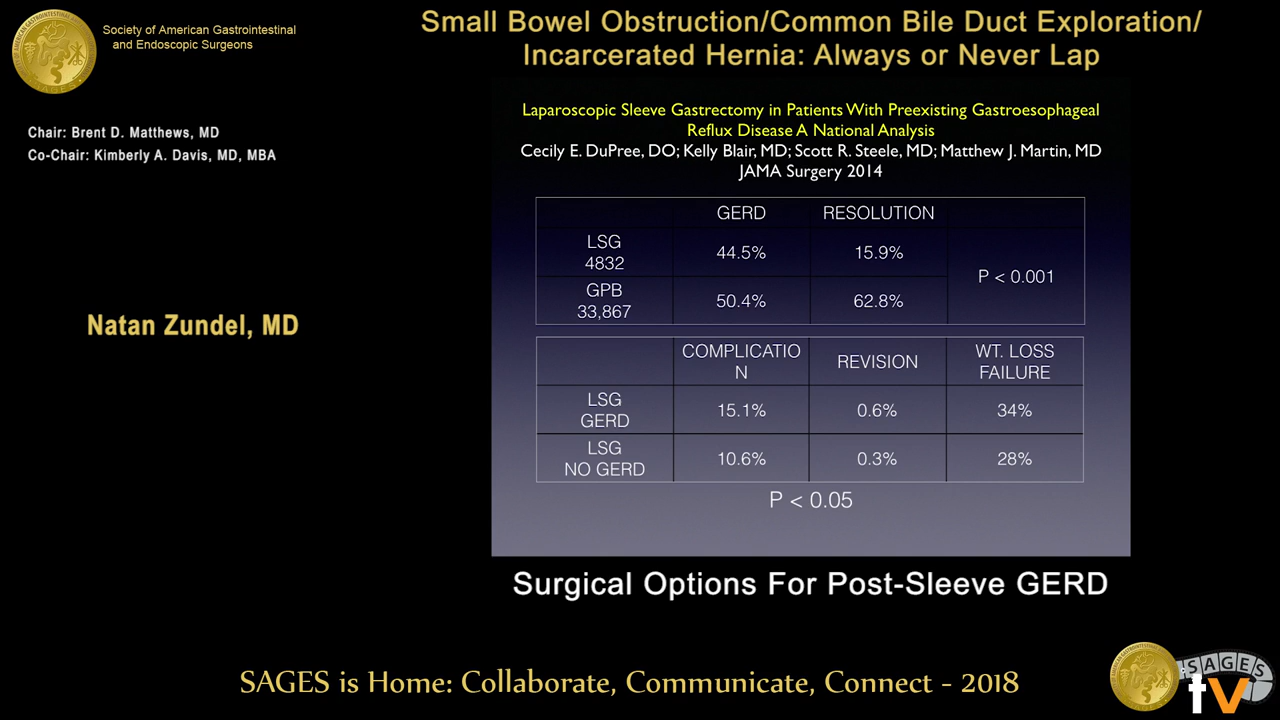 Society of American Gastrointestinal
and Endoscopic Surgeons
Small Bowel Obstruction/Common Bile Duct Exploration/
Incarcerated Hernia: Always or Never Lap
Chair: Brent D. Matthews, MD
Co-Chair: Kimberly A. Davis, MD, MBA
Natan Zundel, MD
Laparoscopic Sleeve Gastrectomy in Patients With Preexisting Gastroesophageal
Reflux Disease A National Analysis
Cecily E. DuPree, DO; Kelly Blair, MD; Scott R. Steele, MD; Matthew J. Martin, MD
JAMA Surgery 2014
GERD RESOLUTION
LSG
4832 44.5% 15.9%
P < 0.001
GPB
33,867 50.4% 62.8%
COMPLICATIO
N REVISION WT. LOSS
FAILURE
LSG
GERD 15.1% 0.6% 34%
LSG
NO GERD 10.6% 0.3% 28%
P < 0.05
Surgical Options For Post-Sleeve GERD
SAGES is Home: Collaborate, Communicate, Connect - 2018
SAGES
tv